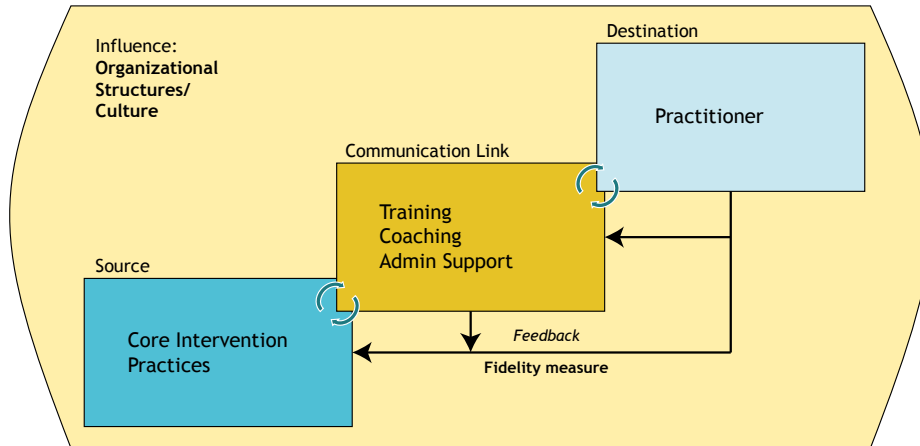 Influence:
Organizational
Structures/
Culture
Destination
Practitioner
Communication Link
Training
Coaching
Admin Support
Source
Core Intervention
Practices
Feedback
Fidelity measure